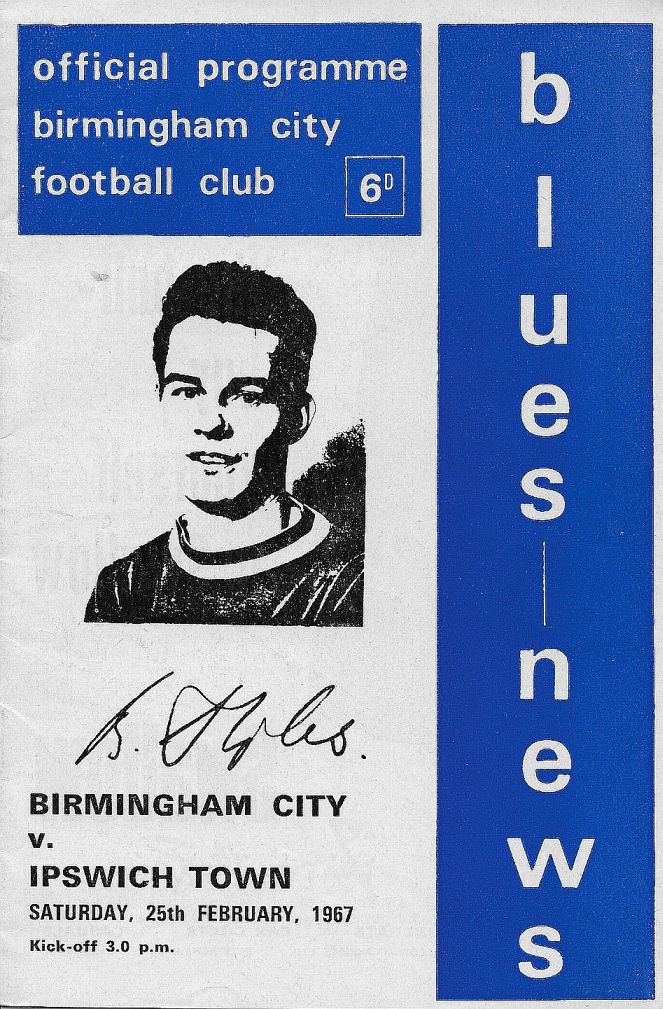 official programme
birmingham city
football club
6D
blues-news
B. Styles.
BIRMINGHAM CITY
v.
IPSWICH TOWN
SATURDAY, 25th FEBRUARY, 1967
Kick-off 3.0 p.m.